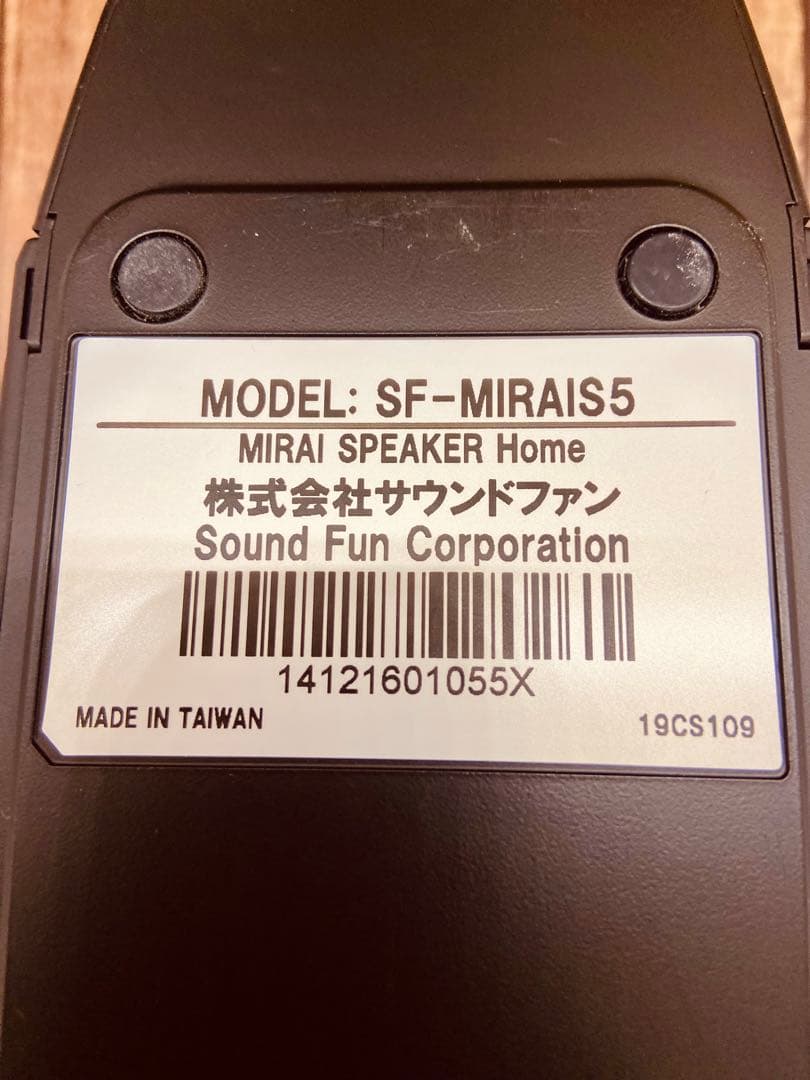 MODEL: SF-MIRAIS5
MIRAI SPEAKER Home
株式会社サウンドファン
Sound Fun Corporation
14121601055X
MADE IN TAIWAN
19CS109